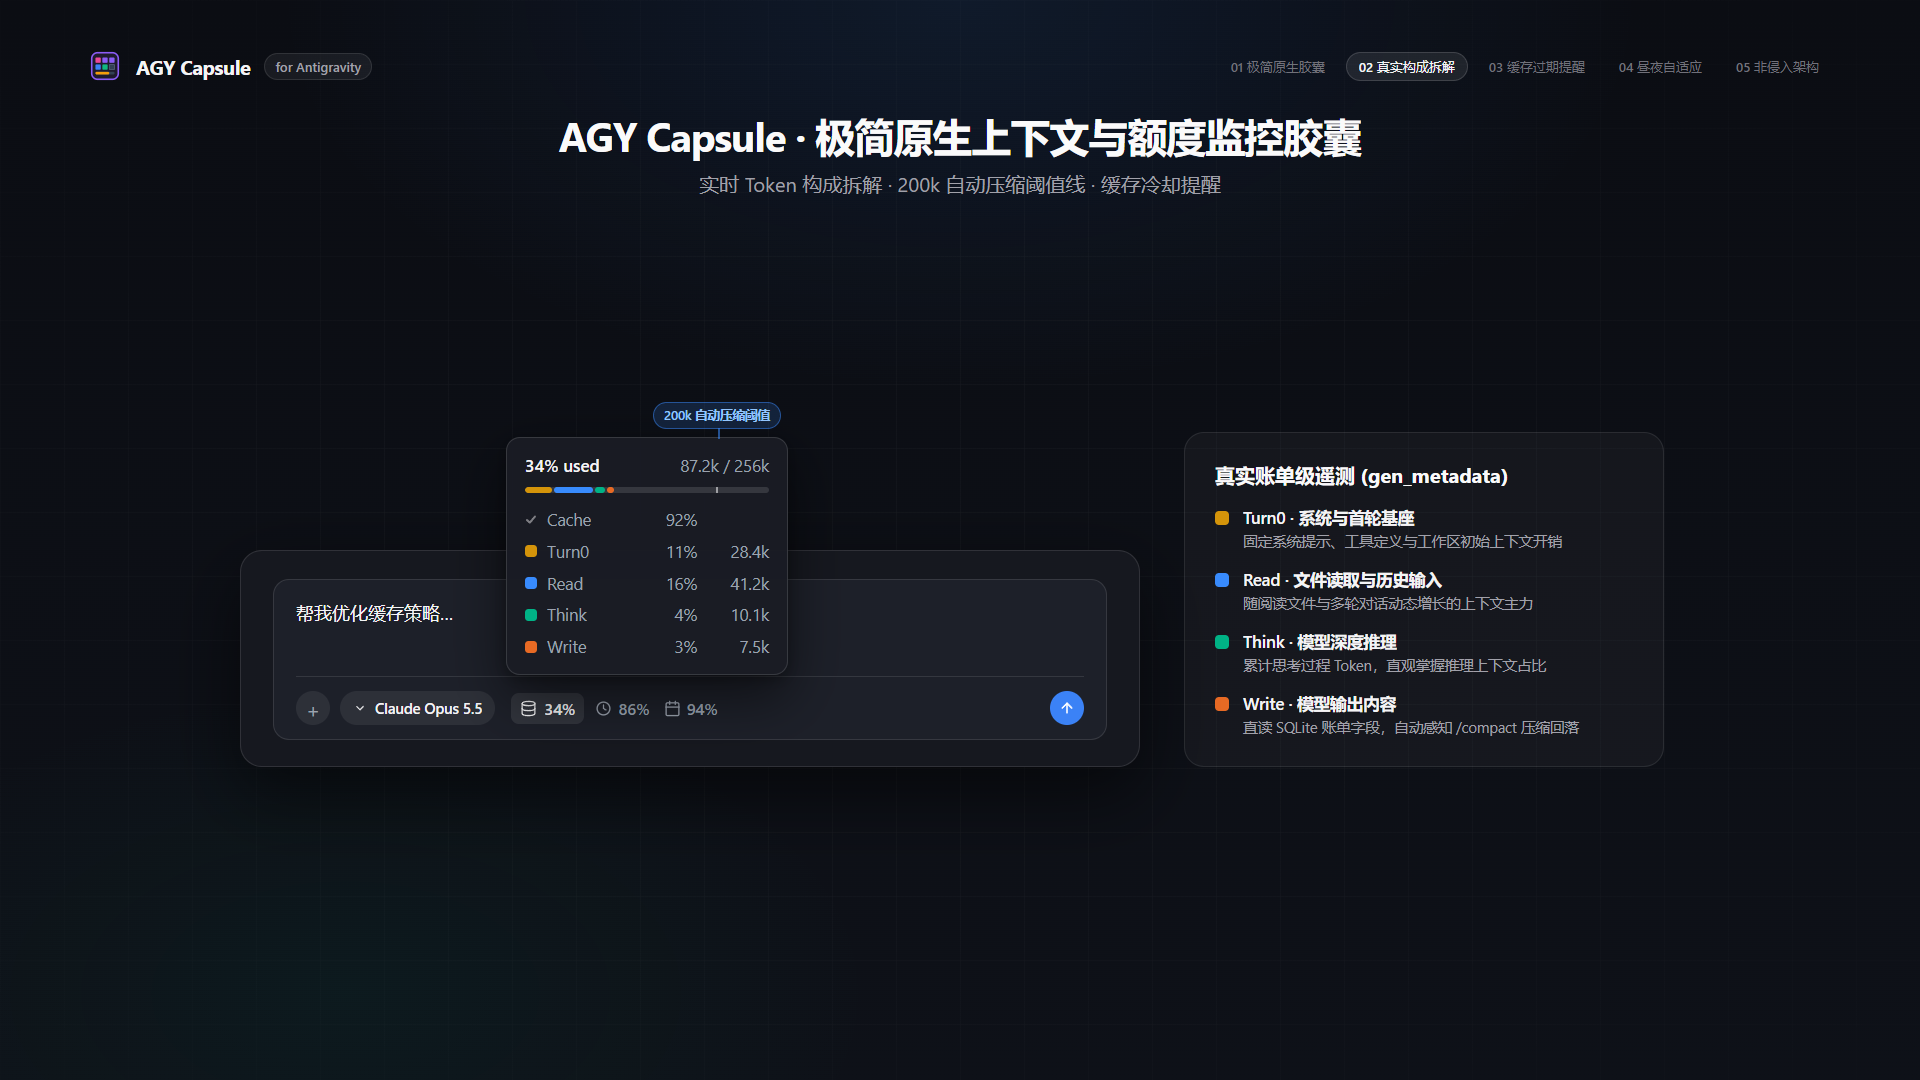 AGY Capsule
for Antigravity
01 极简原生胶囊
02 真实构成拆解
03 缓存过期提醒
04 昼夜自适应
05 非侵入架构
AGY Capsule · 极简原生上下文与额度监控胶囊
实时 Token 构成拆解 · 200k 自动压缩阈值线 · 缓存冷却提醒
200k 自动压缩阈值
34% used 87.2k / 256k
Cache 92%
Turn0 11% 28.4k
Read 16% 41.2k
Think 4% 10.1k
Write 3% 7.5k
帮我优化缓存策略...
+ Claude Opus 5.5 34% 86% 94%
真实账单级遥测 (gen_metadata)
Turn0 · 系统与首轮基座
固定系统提示、工具定义与工作区初始上下文开销
Read · 文件读取与历史输入
随阅读文件与多轮对话动态增长的上下文主力
Think · 模型深度推理
累计思考过程 Token，直观掌握推理上下文占比
Write · 模型输出内容
直读 SQLite 账单字段，自动感知 /compact 压缩回落